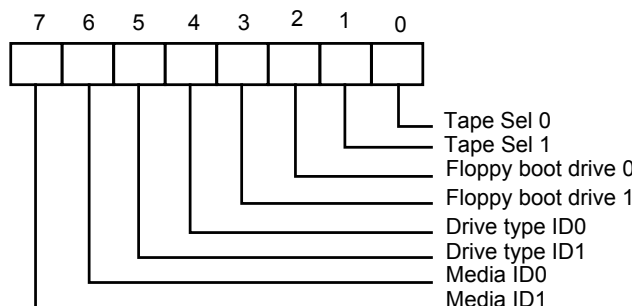 7 6 5 4 3 2 1 0
Tape Sel 0
Tape Sel 1
Floppy boot drive 0
Floppy boot drive 1
Drive type ID0
Drive type ID1
Media ID0
Media ID1